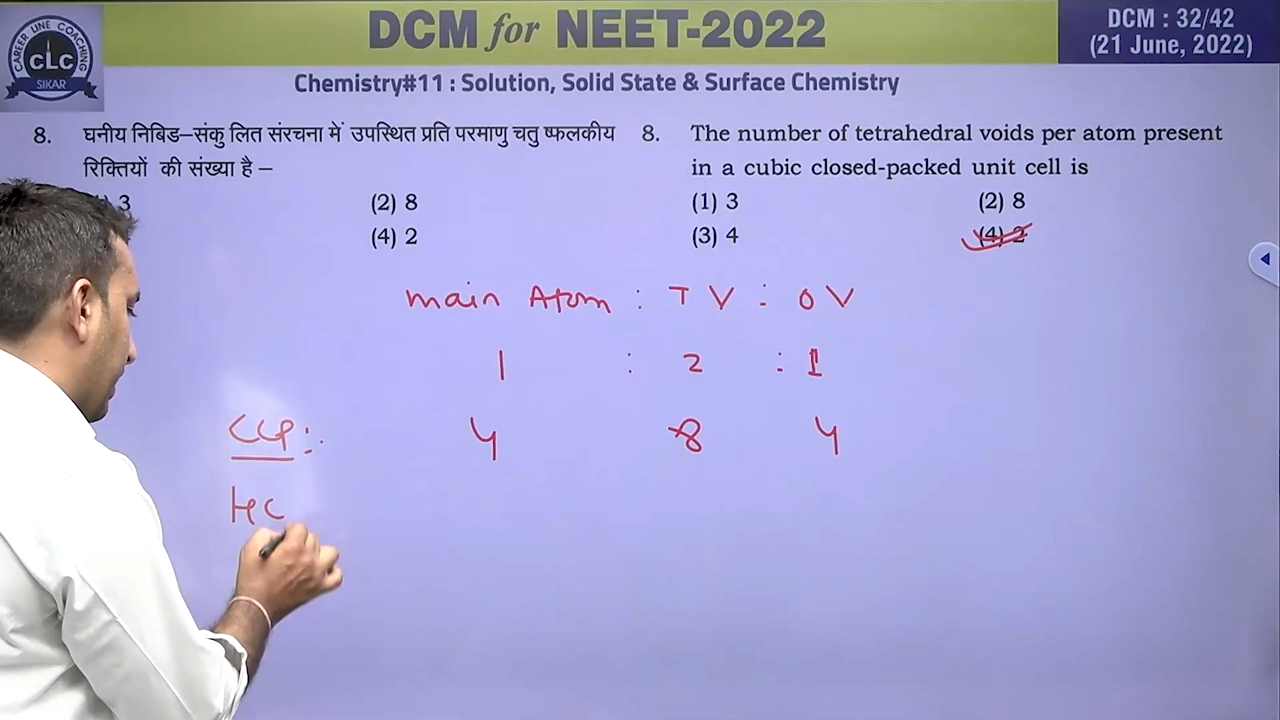 CAREER LINE COACHING
CLC
SIKAR
DCM for NEET-2022
DCM : 32/42
(21 June, 2022)
Chemistry#11 : Solution, Solid State & Surface Chemistry
8. घनीय निबिड–संकु लित संरचना में उपस्थित प्रति परमाणु चतु ष्फलकीय
रिक्तियों की संख्या है –
3
(2) 8
(4) 2
8. The number of tetrahedral voids per atom present
in a cubic closed-packed unit cell is
(1) 3 (2) 8
(3) 4 (4) 2
main Atom : T V : O V
1 : 2 : 1
CCP : 4 8 4
HC